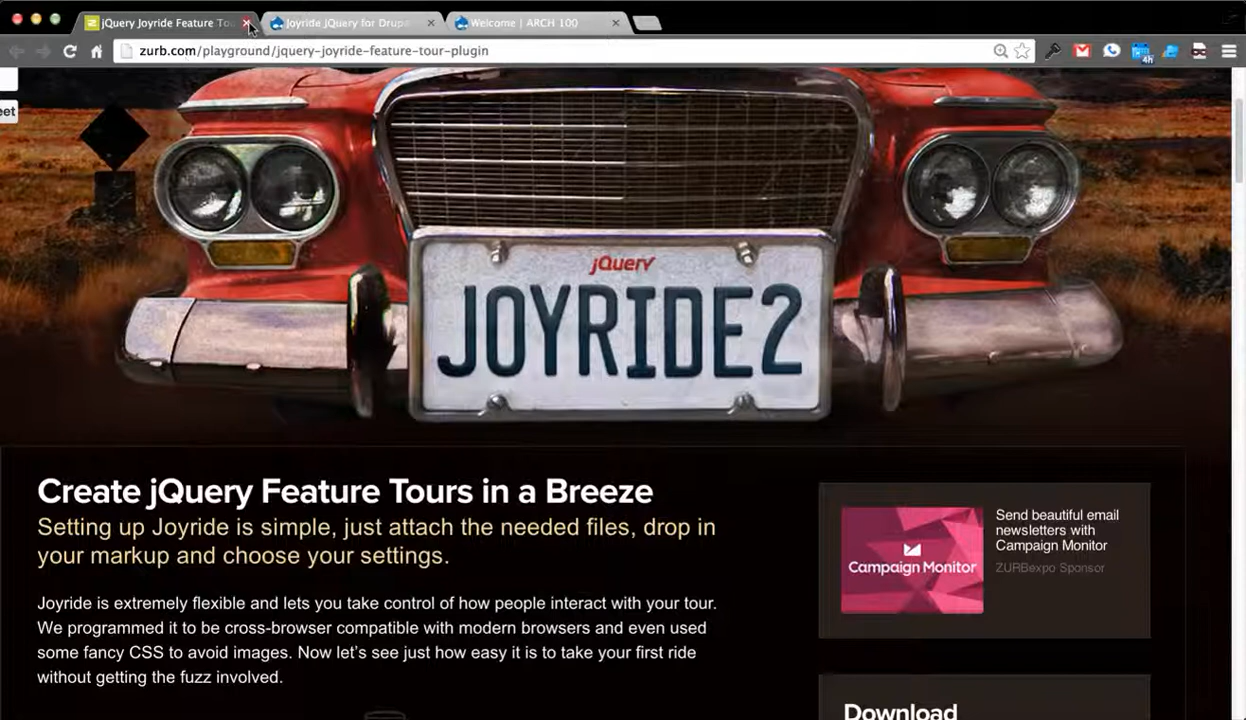 jQuery Joyride Feature Tou
Joyride jQuery for Drupa
Welcome | ARCH 100
zurb.com/playground/jquery-joyride-feature-tour-plugin
4h
eet
jQuery
JOYRIDE2
Create jQuery Feature Tours in a Breeze
Setting up Joyride is simple, just attach the needed files, drop in
your markup and choose your settings.
Joyride is extremely flexible and lets you take control of how people interact with your tour.
We programmed it to be cross-browser compatible with modern browsers and even used
some fancy CSS to avoid images. Now let's see just how easy it is to take your first ride
without getting the fuzz involved.
Campaign Monitor
Send beautiful email
newsletters with
Campaign Monitor
ZURBexpo Sponsor
Download